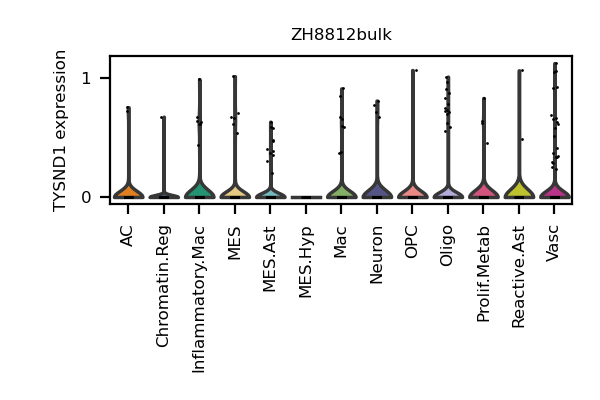 ZH8812bulk
TYSND1 expression
1
0
AC
Chromatin.Reg
Inflammatory.Mac
MES
MES.Ast
MES.Hyp
Mac
Neuron
OPC
Oligo
Prolif.Metab
Reactive.Ast
Vasc